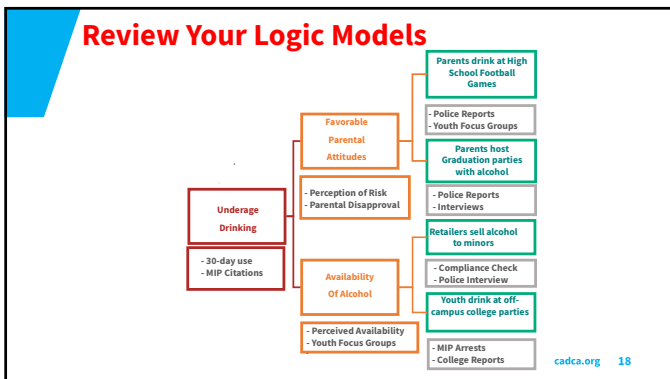 Review Your Logic Models
Parents drink at High
School Football
Games
- Police Reports
- Youth Focus Groups
Favorable
Parental
Attitudes
Parents host
Graduation parties
with alcohol
- Perception of Risk
- Parental Disapproval
- Police Reports
- Interviews
Underage
Drinking
- 30-day use
- MIP Citations
Retailers sell alcohol
to minors
- Compliance Check
- Police Interview
Availability
Of Alcohol
Youth drink at off-
campus college parties
- Perceived Availability
- Youth Focus Groups
- MIP Arrests
- College Reports
cadca.org 18